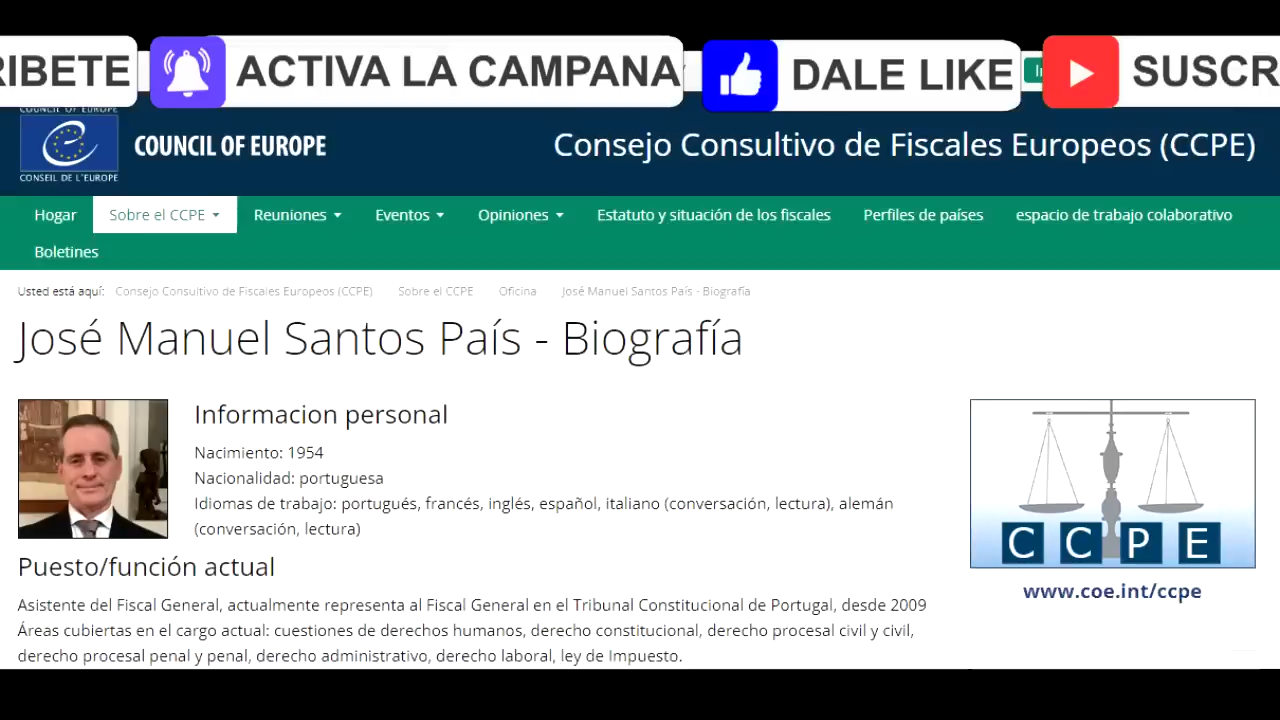 RIBETE ACTIVA LA CAMPANA DALE LIKE SUSCR
COUNCIL OF EUROPE
CONSEIL DE L'EUROPE
COUNCIL OF EUROPE
Consejo Consultivo de Fiscales Europeos (CCPE)
Hogar Sobre el CCPE Reuniones Eventos Opiniones Estatuto y situación de los fiscales Perfiles de países espacio de trabajo colaborativo
Boletines
Usted está aquí: Consejo Consultivo de Fiscales Europeos (CCPE) Sobre el CCPE Oficina José Manuel Santos País - Biografía
José Manuel Santos País - Biografía
Informacion personal
Nacimiento: 1954
Nacionalidad: portuguesa
Idiomas de trabajo: portugués, francés, inglés, español, italiano (conversación, lectura), alemán
(conversación, lectura)
Puesto/función actual
Asistente del Fiscal General, actualmente representa al Fiscal General en el Tribunal Constitucional de Portugal, desde 2009
Áreas cubiertas en el cargo actual: cuestiones de derechos humanos, derecho constitucional, derecho procesal civil y civil,
derecho procesal penal y penal, derecho administrativo, derecho laboral, ley de Impuesto.
C C P E
www.coe.int/ccpe